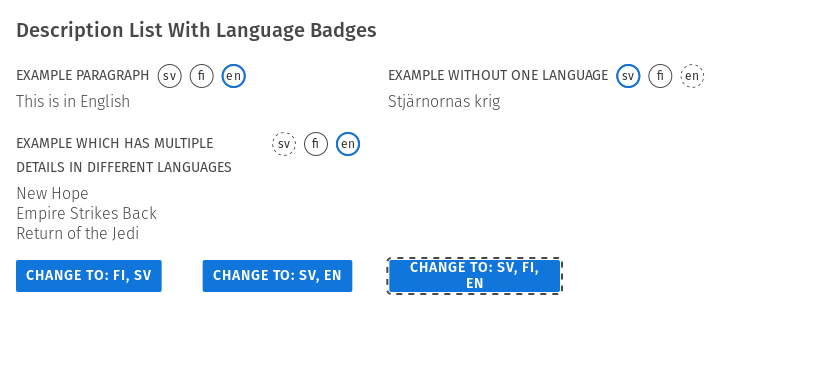 Description List With Language Badges
EXAMPLE PARAGRAPH sv fi en
This is in English
EXAMPLE WITHOUT ONE LANGUAGE sv fi en
Stjärnornas krig
EXAMPLE WHICH HAS MULTIPLE
DETAILS IN DIFFERENT LANGUAGES sv fi en
New Hope
Empire Strikes Back
Return of the Jedi
CHANGE TO: FI, SV
CHANGE TO: SV, EN
CHANGE TO: SV, FI,
EN